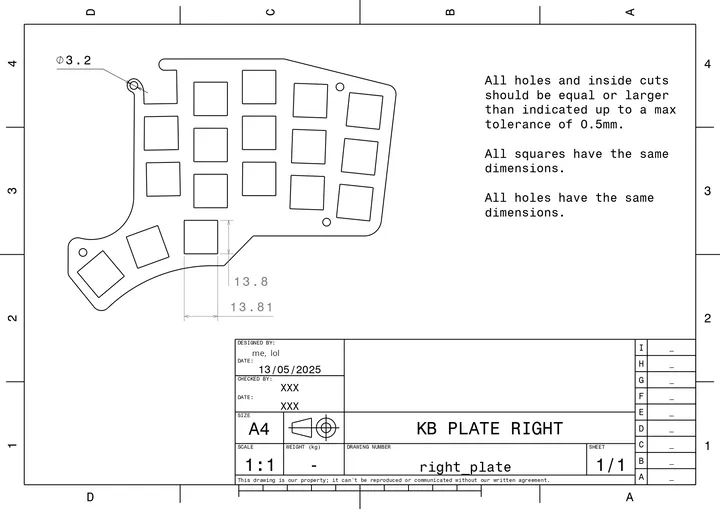 D C B A
4 4
⌀3.2
All holes and inside cuts
should be equal or larger
than indicated up to a max
tolerance of 0.5mm.
All squares have the same
dimensions.
3 3
All holes have the same
dimensions.
13.8
13.81
2 2
DESIGNED BY:
me, lol
DATE:
13/05/2025
CHECKED BY:
XXX
DATE:
XXX
SIZE
A4
KB PLATE RIGHT
SCALE
1:1
WEIGHT (kg)
-
DRAWING NUMBER
right_plate
SHEET
1/1
I _
H _
G _
F _
E _
D _
C _
B _
A _
1 1
This drawing is our property; it can't be reproduced or communicated without our written agreement.
D A